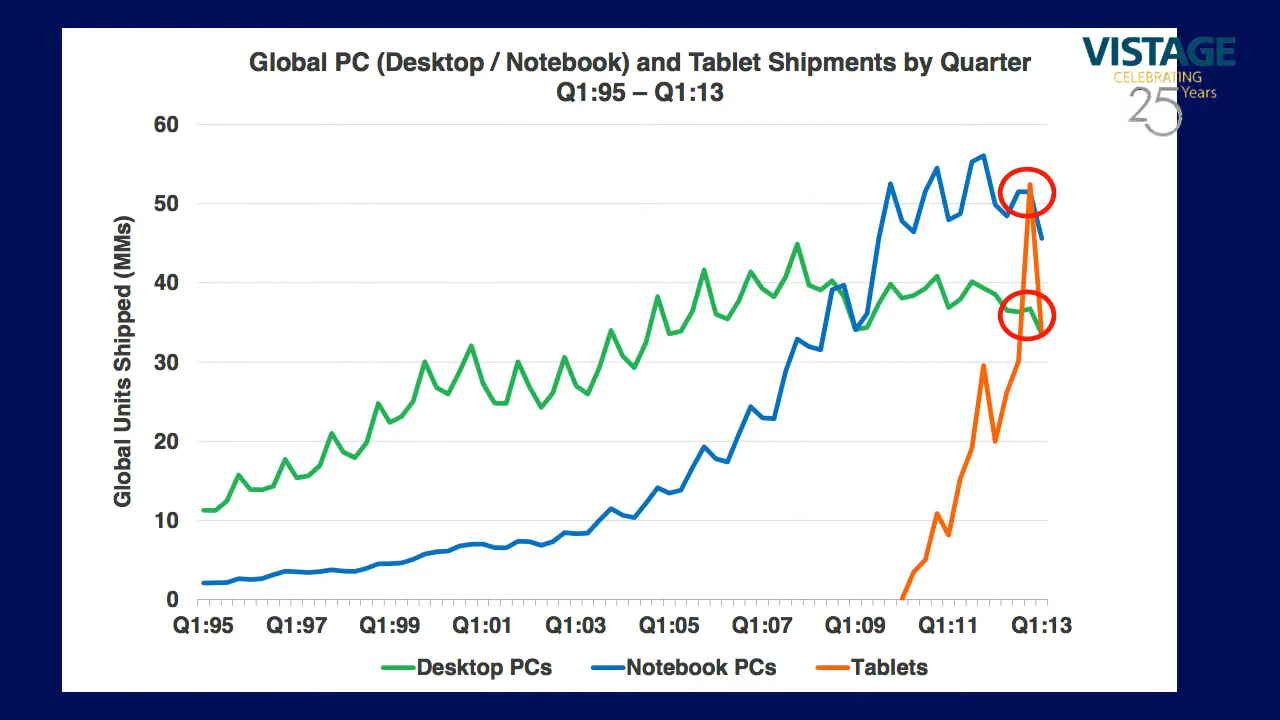 Global PC (Desktop / Notebook) and Tablet Shipments by Quarter
Q1:95 – Q1:13
VISTAGE
CELEBRATING
25 Years
Global Units Shipped (MMs)
60
50
40
30
20
10
0
Q1:95 Q1:97 Q1:99 Q1:01 Q1:03 Q1:05 Q1:07 Q1:09 Q1:11 Q1:13
Desktop PCs Notebook PCs Tablets